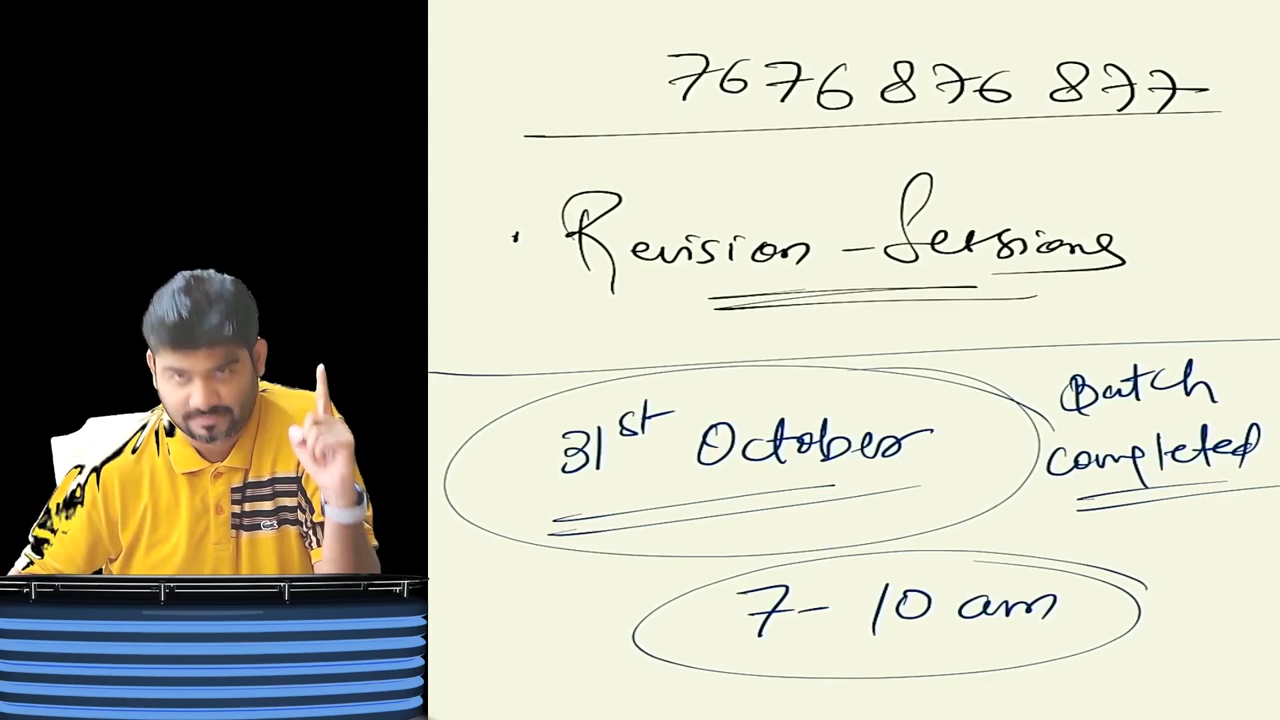 7676 876 877
. Revision - Sessions
31st October
Batch
completed
7 - 10 am